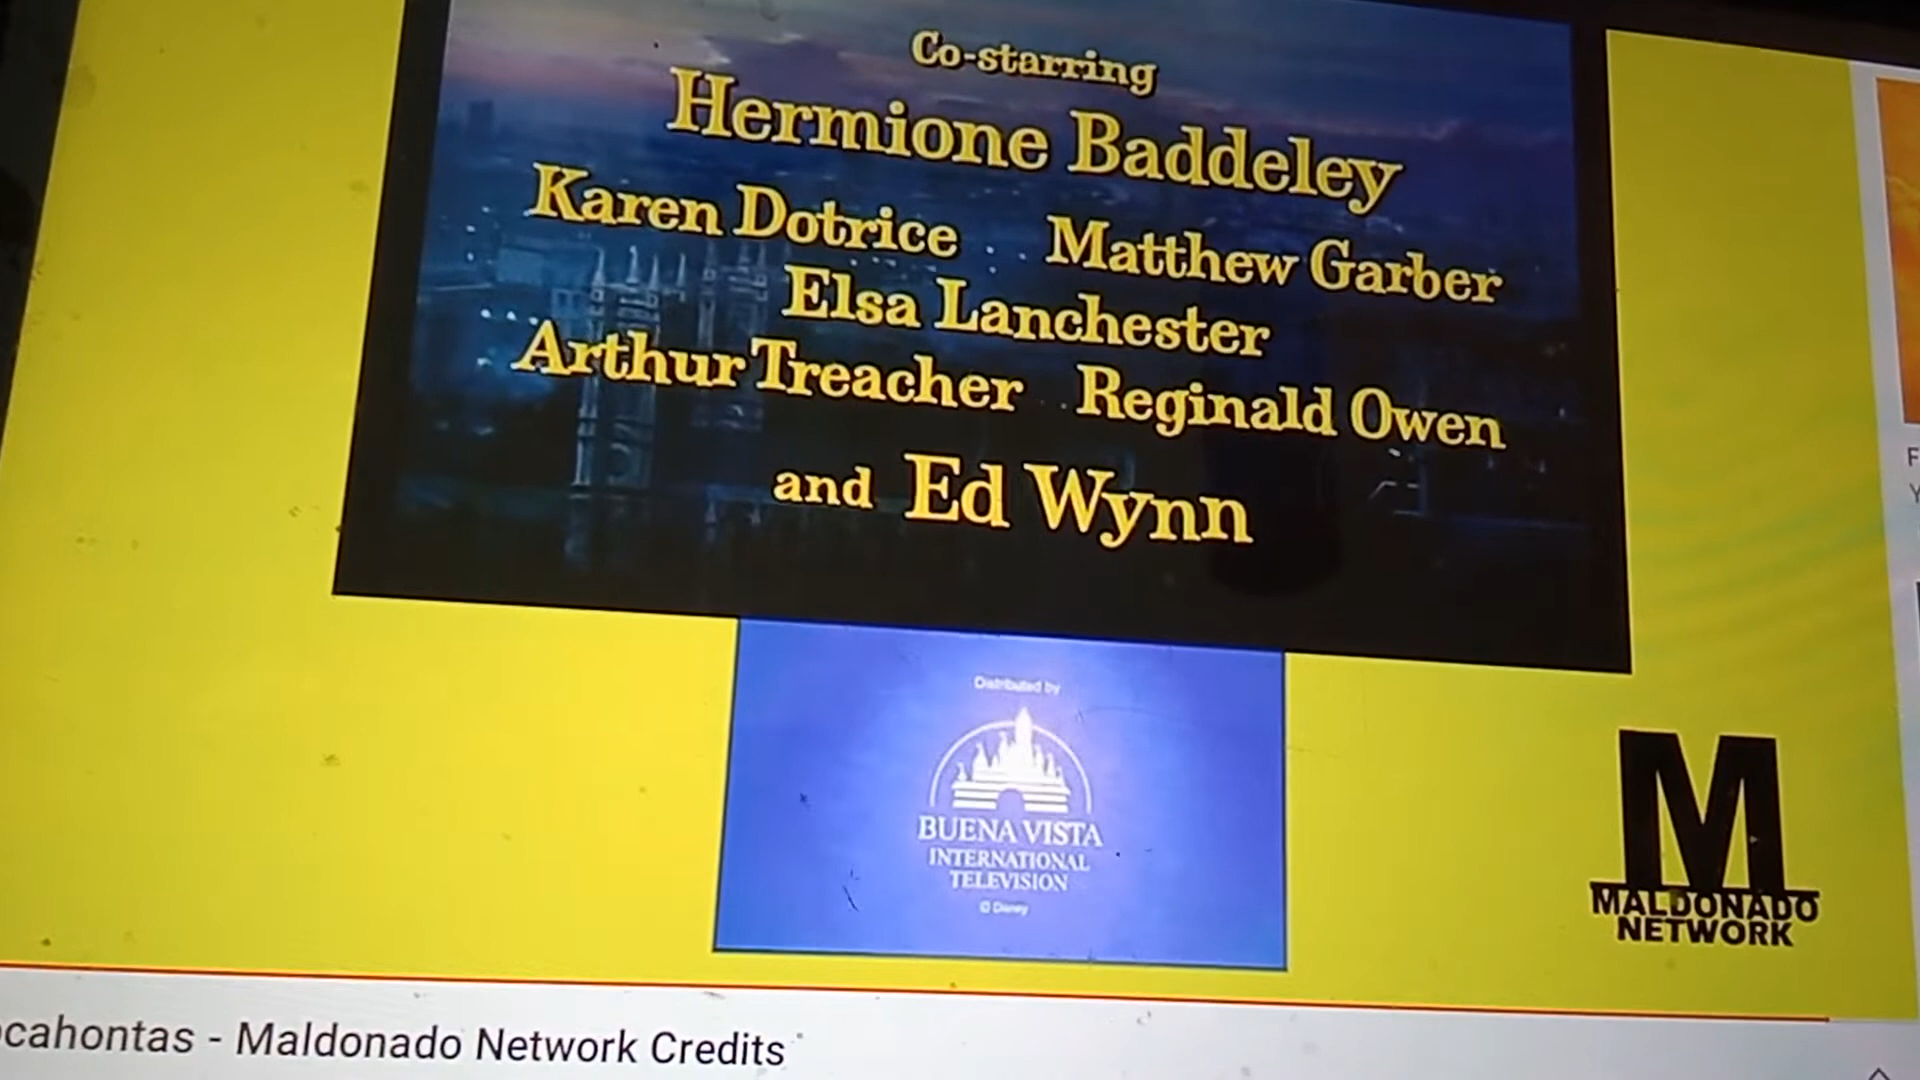 Co-starring
Hermione Baddeley
Karen Dotrice Matthew Garber
Elsa Lanchester
Arthur Treacher Reginald Owen
and Ed Wynn
Distributed by
BUENA VISTA
INTERNATIONAL
TELEVISION
© Disney
M
MALDONADO
NETWORK
ocahontas - Maldonado Network Credits
F
Y